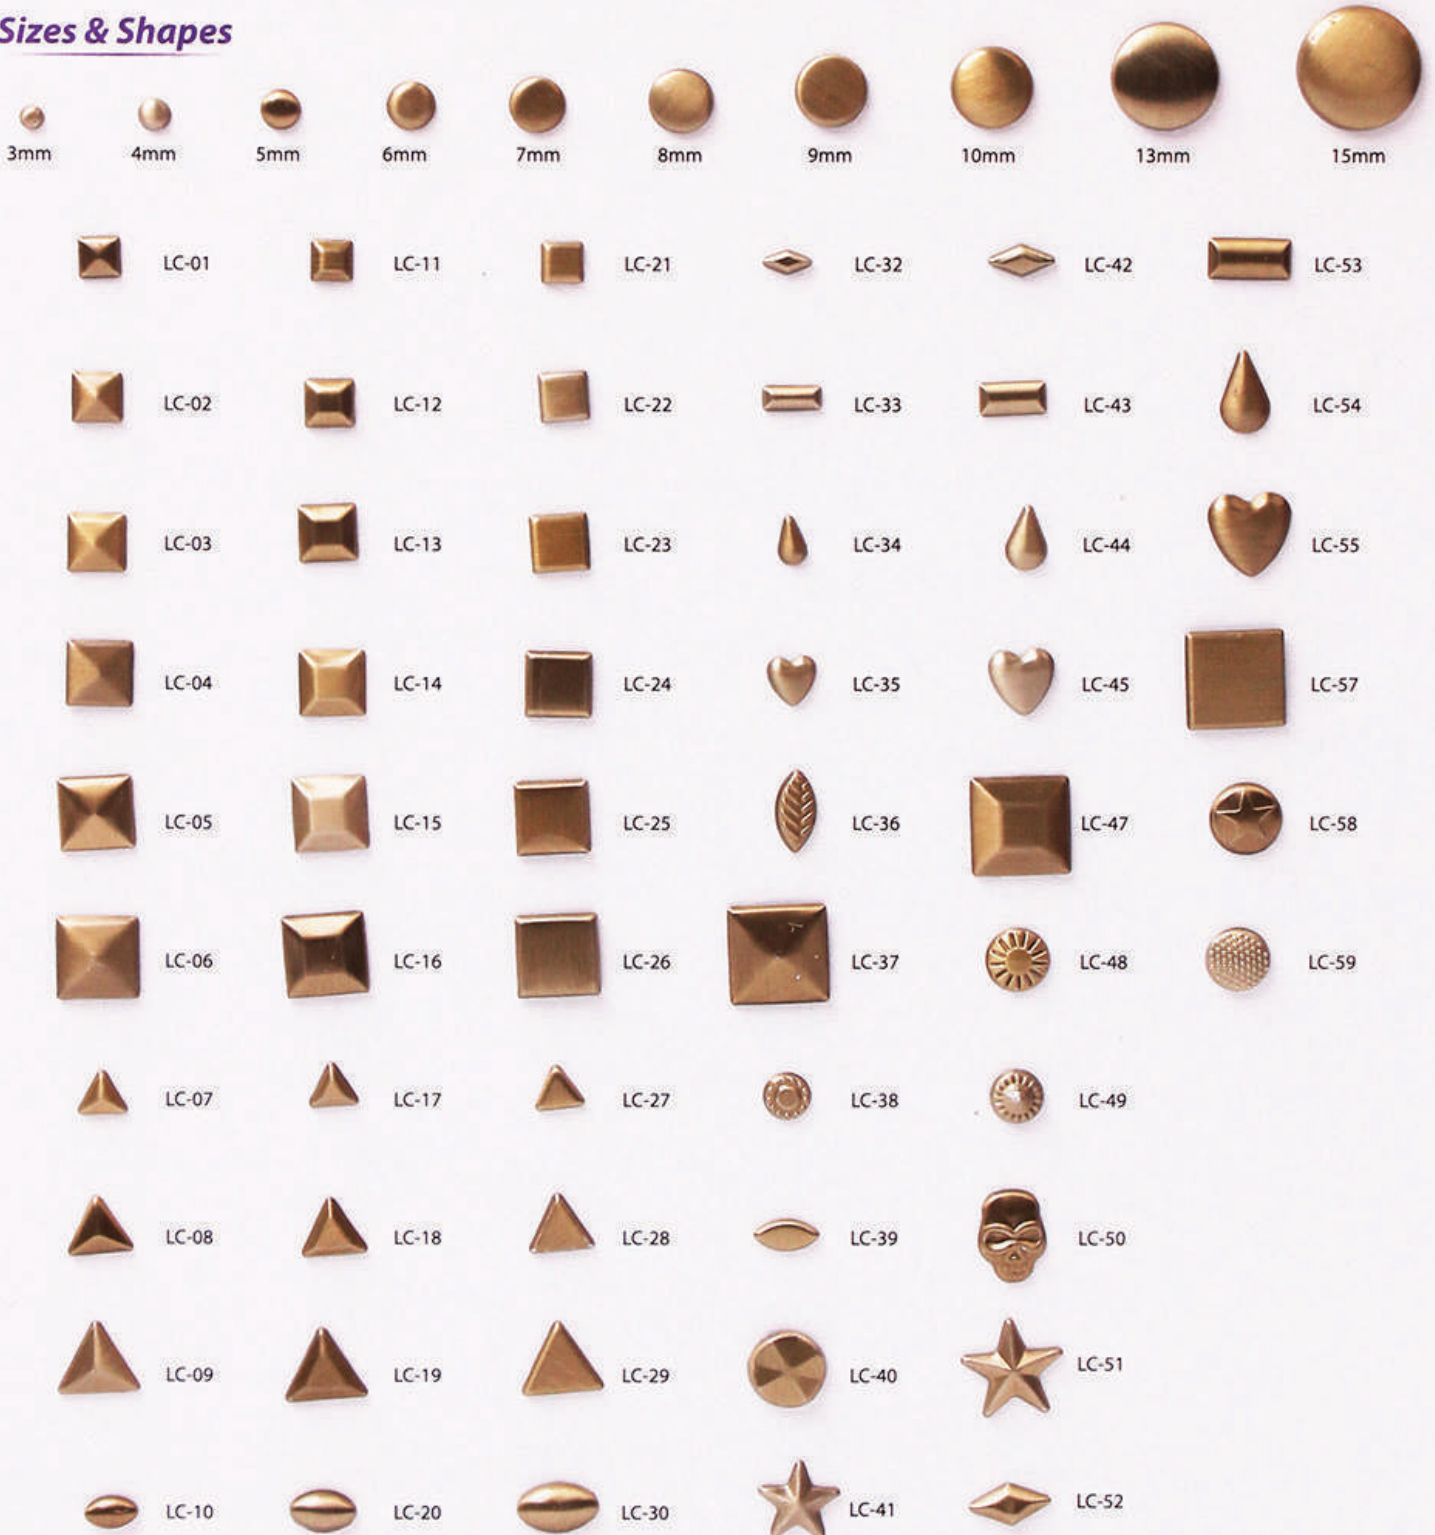 Sizes & Shapes
3mm 4mm 5mm 6mm 7mm 8mm 9mm 10mm 13mm 15mm
LC-01 LC-11 LC-21 LC-32 LC-42 LC-53
LC-02 LC-12 LC-22 LC-33 LC-43 LC-54
LC-03 LC-13 LC-23 LC-34 LC-44 LC-55
LC-04 LC-14 LC-24 LC-35 LC-45 LC-57
LC-05 LC-15 LC-25 LC-36 LC-47 LC-58
LC-06 LC-16 LC-26 LC-37 LC-48 LC-59
LC-07 LC-17 LC-27 LC-38 LC-49
LC-08 LC-18 LC-28 LC-39 LC-50
LC-09 LC-19 LC-29 LC-40 LC-51
LC-10 LC-20 LC-30 LC-41 LC-52